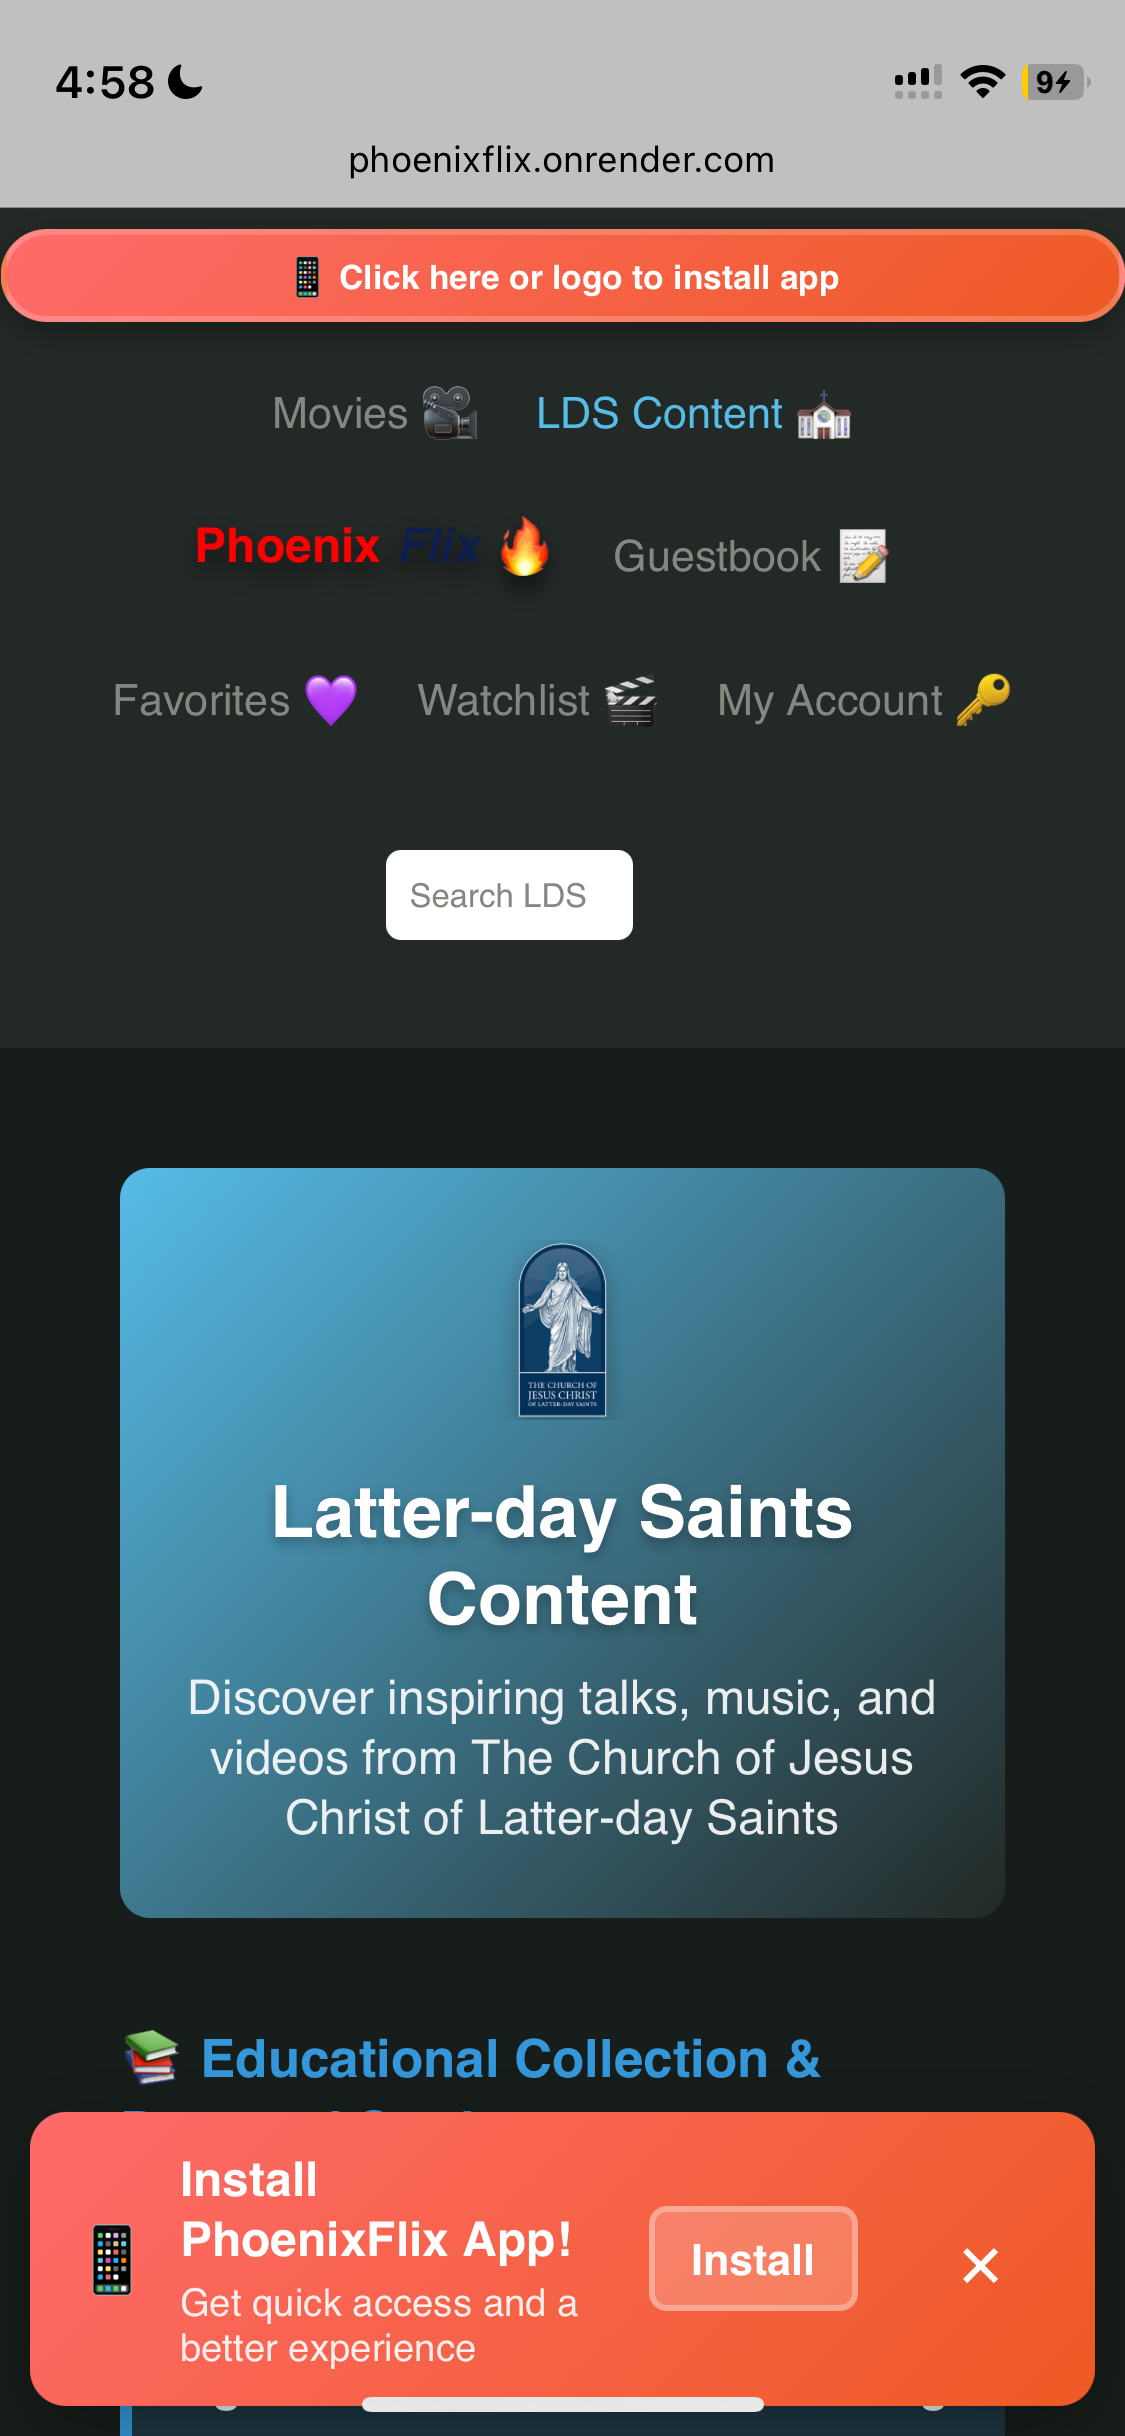 4:58
9
phoenixflix.onrender.com
Click here or logo to install app
Movies
LDS Content
Phoenix Flix
Guestbook
Favorites
Watchlist
My Account
Search LDS
THE CHURCH OF
JESUS CHRIST
OF LATTER-DAY SAINTS
Latter-day Saints
Content
Discover inspiring talks, music, and
videos from The Church of Jesus
Christ of Latter-day Saints
Educational Collection &
Install
PhoenixFlix App!
Get quick access and a
better experience
Install